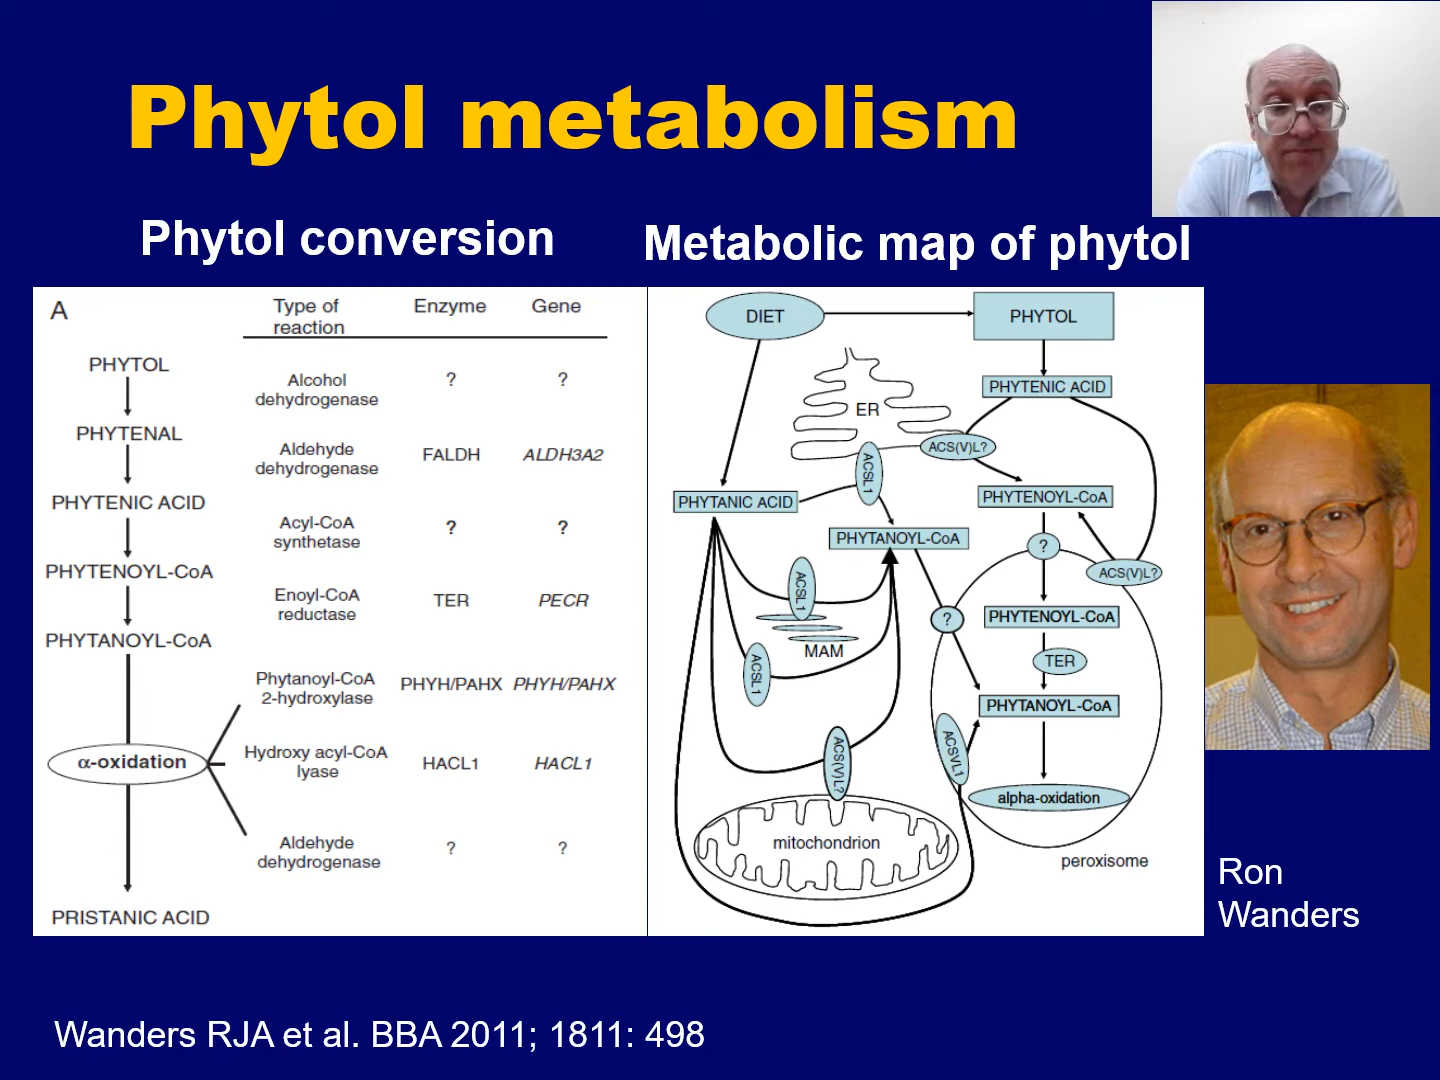 Phytol metabolism
Phytol conversion
Metabolic map of phytol
A
Type of
reaction
Enzyme
Gene
PHYTOL
Alcohol
dehydrogenase
?
?
PHYTENAL
Aldehyde
dehydrogenase
FALDH
ALDH3A2
PHYTENIC ACID
Acyl-CoA
synthetase
?
?
PHYTENOYL-CoA
Enoyl-CoA
reductase
TER
PECR
PHYTANOYL-CoA
Phytanoyl-CoA
2-hydroxylase
PHYH/PAHX
PHYH/PAHX
α-oxidation
Hydroxy acyl-CoA
lyase
HACL1
HACL1
Aldehyde
dehydrogenase
?
?
PRISTANIC ACID
DIET
PHYTOL
PHYTENIC ACID
ER
ACS(V)L?
ACSL1
PHYTANIC ACID
PHYTENOYL-CoA
PHYTANOYL-CoA
?
ACS(V)L?
ACSL1
MAM
?
PHYTENOYL-CoA
ACSL1
TER
PHYTANOYL-CoA
ACS(V)L?
ACSVL1
alpha-oxidation
mitochondrion
peroxisome
Ron
Wanders
Wanders RJA et al. BBA 2011; 1811: 498